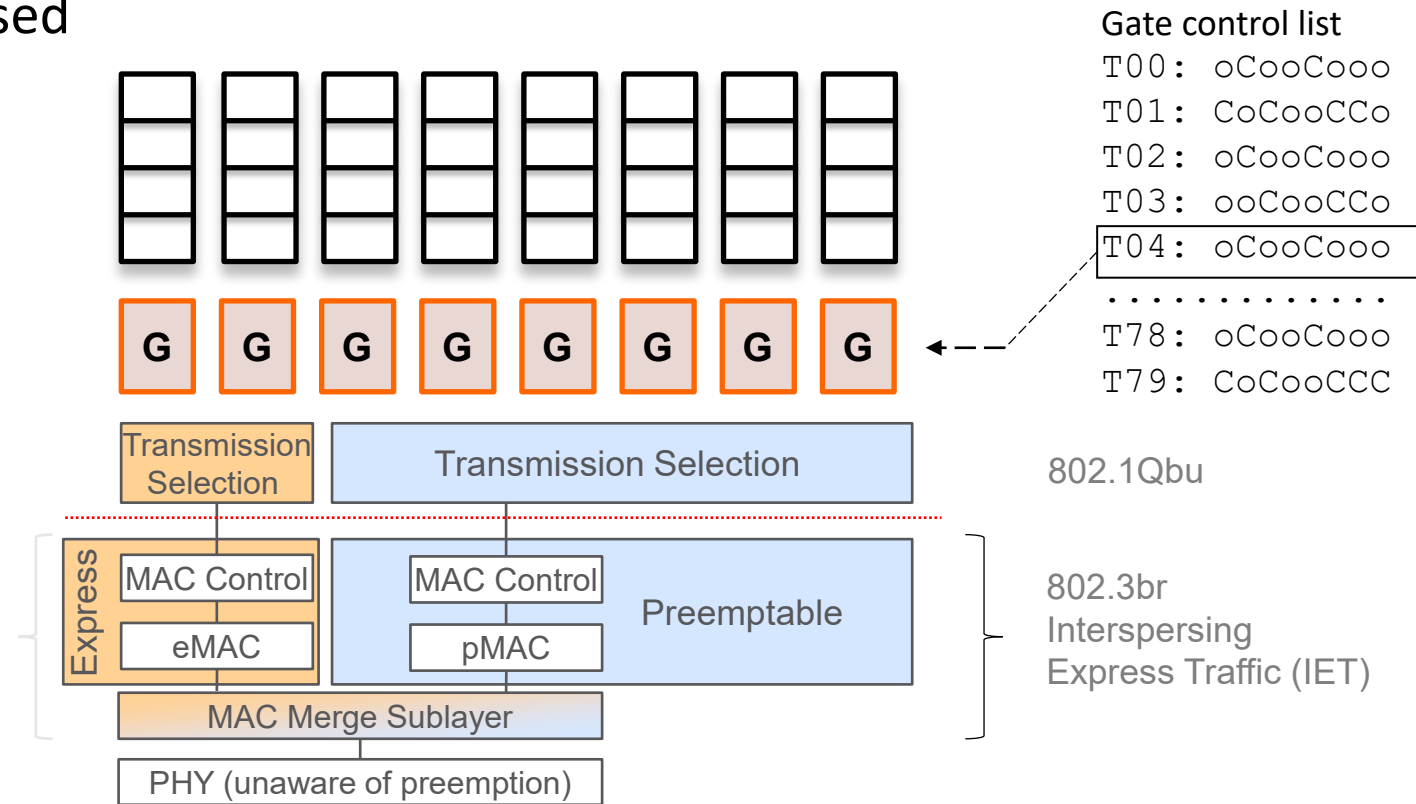 sed
Gate control list
T00: oCooCooo
T01: CoCooCCo
T02: oCooCooo
T03: ooCooCCo
T04: oCooCooo
.............
T78: oCooCooo
T79: CoCooCCC
G G G G G G G G
Transmission
Selection
Transmission Selection
802.1Qbu
Express
MAC Control
eMAC
MAC Control
pMAC
Preemptable
802.3br
Interspersing
Express Traffic (IET)
MAC Merge Sublayer
PHY (unaware of preemption)